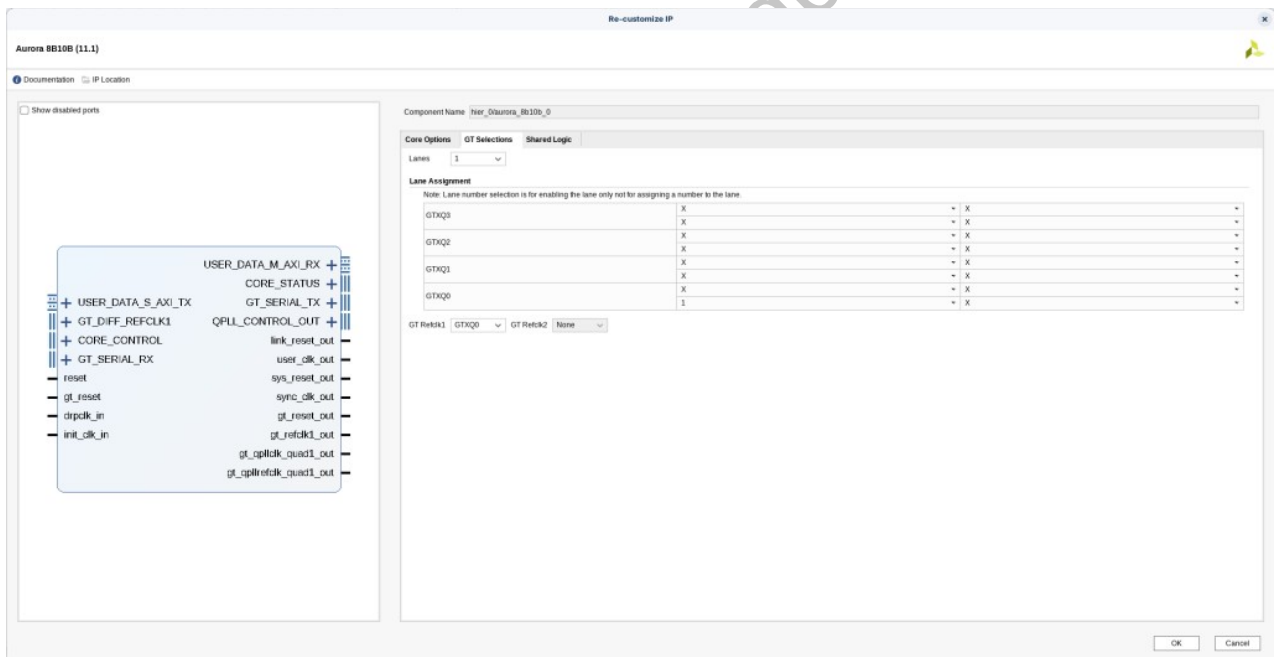 Re-customize IP
Aurora 8B10B (11.1)
Documentation IP Location
Show disabled ports
USER_DATA_M_AXI_RX
CORE_STATUS
USER_DATA_S_AXI_TX GT_SERIAL_TX
GT_DIFF_REFCLK1 QPLL_CONTROL_OUT
CORE_CONTROL link_reset_out
GT_SERIAL_RX user_clk_out
reset sys_reset_out
gt_reset sync_clk_out
drpclk_in gt_reset_out
init_clk_in gt_refclk1_out
gt_qpllclk_quad1_out
gt_qpllrefclk_quad1_out
Component Name hier_0/aurora_8b10b_0
Core Options GT Selections Shared Logic
Lanes 1
Lane Assignment
Note: Lane number selection is for enabling the lane only not for assigning a number to the lane.
GTXQ3 X X
X X
GTXQ2 X X
X X
GTXQ1 X X
X X
GTXQ0 X X
1 X
GT Refclk1 GTXQ0 GT Refclk2 None
OK Cancel